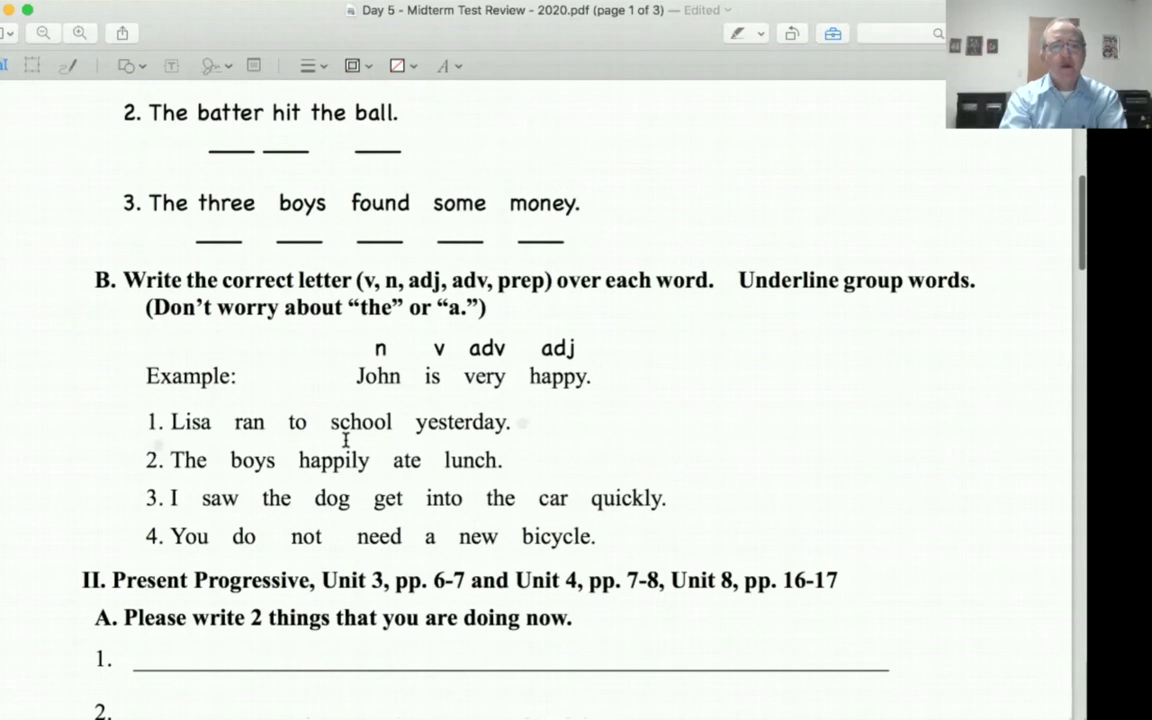 Day 5 - Midterm Test Review - 2020.pdf (page 1 of 3) — Edited
2. The batter hit the ball.
3. The three boys found some money.
B. Write the correct letter (v, n, adj, adv, prep) over each word. Underline group words.
(Don't worry about “the” or “a.”)
n v adv adj
Example: John is very happy.
1. Lisa ran to school yesterday.
2. The boys happily ate lunch.
3. I saw the dog get into the car quickly.
4. You do not need a new bicycle.
II. Present Progressive, Unit 3, pp. 6-7 and Unit 4, pp. 7-8, Unit 8, pp. 16-17
A. Please write 2 things that you are doing now.
1.
2.